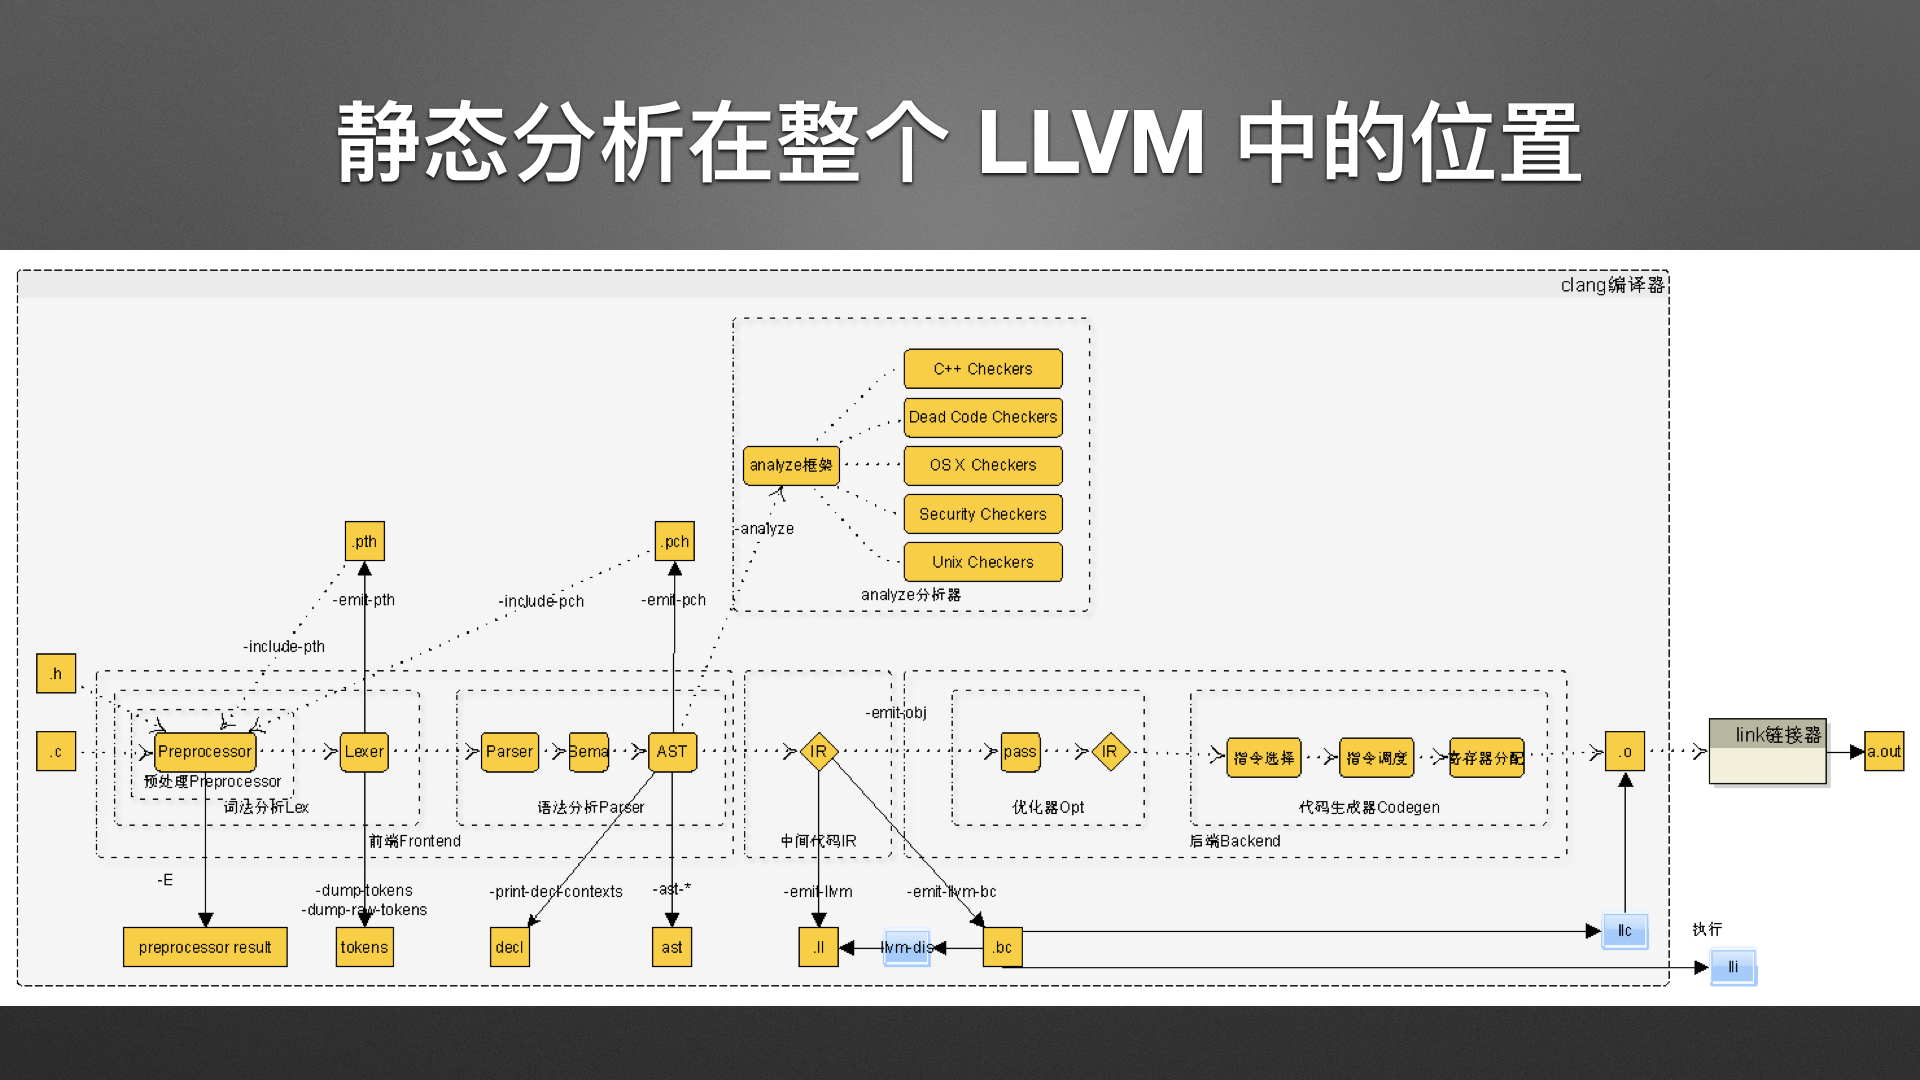 静态分析在整个 LLVM 中的位置
clang编译器
C++ Checkers
Dead Code Checkers
analyze框架
OS X Checkers
Security Checkers
Unix Checkers
analyze分析器
-analyze
.pth
.pch
-emit-pth
-include-pch
-emit-pch
-include-pth
.h
.c
Preprocessor
预处理Preprocessor
Lexer
词法分析Lex
Parser
Sema
AST
语法分析Parser
前端Frontend
IR
中间代码IR
-emit-obj
pass
IR
优化器Opt
指令选择
指令调度
寄存器分配
代码生成器Codegen
后端Backend
.o
link链接器
a.out
-E
-dump-tokens
-dump-raw-tokens
-print-decl-contexts
-ast-*
-emit-llvm
-emit-llvm-bc
preprocessor result
tokens
decl
ast
.ll
llvm-dis
.bc
llc
执行
lli